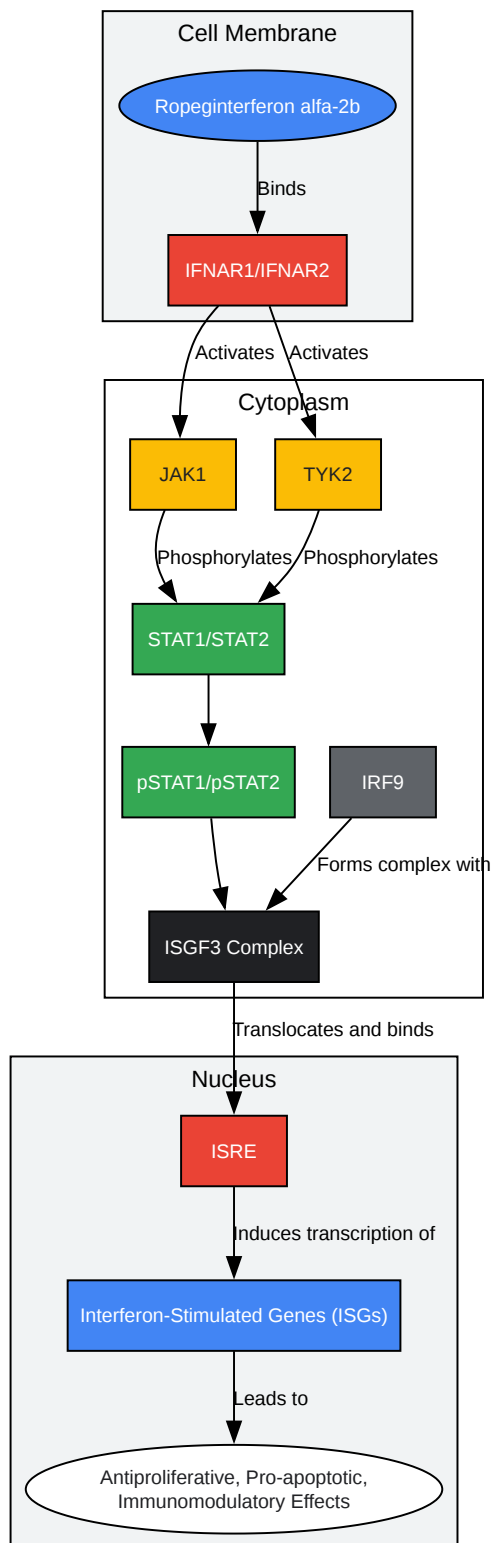 Cell Membrane
Ropeginterferon alfa-2b
Binds
IFNAR1/IFNAR2
Activates
Activates
Cytoplasm
JAK1
TYK2
Phosphorylates
Phosphorylates
STAT1/STAT2
pSTAT1/pSTAT2
IRF9
Forms complex with
ISGF3 Complex
Translocates and binds
Nucleus
ISRE
Induces transcription of
Interferon-Stimulated Genes (ISGs)
Leads to
Antiproliferative, Pro-apoptotic,
Immunomodulatory Effects